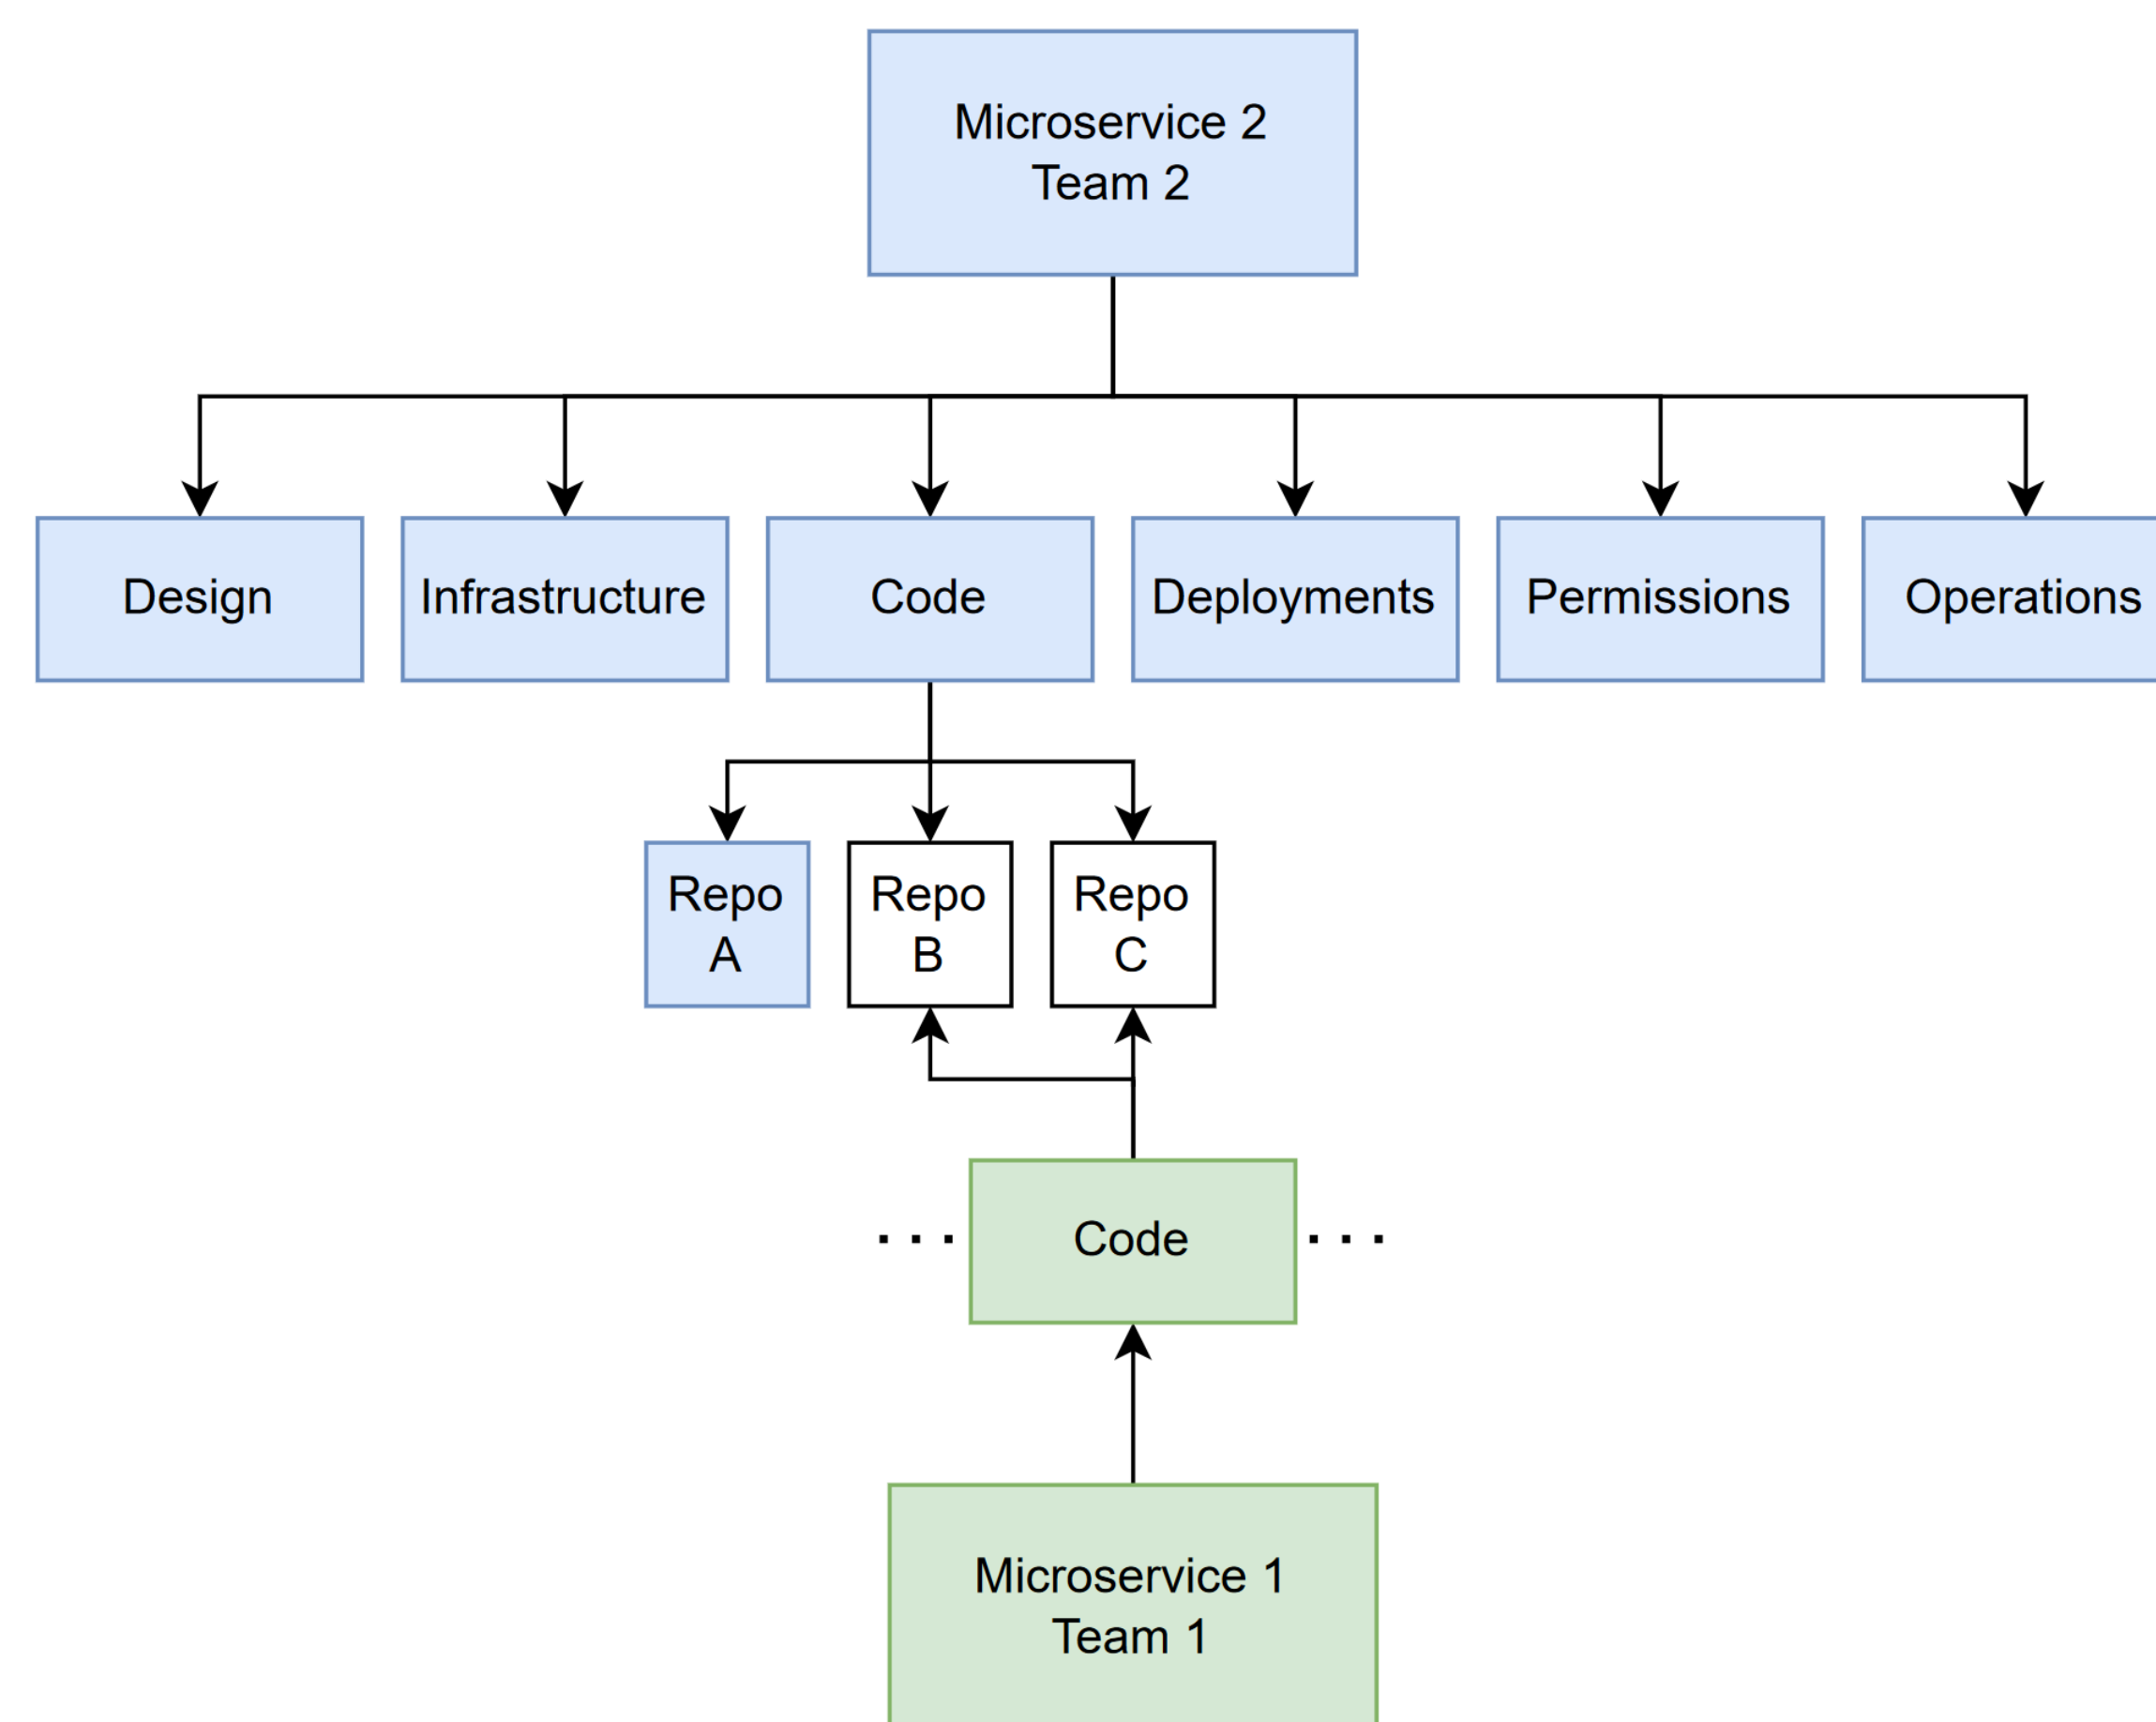 Microservice 2
Team 2
Design
Infrastructure
Code
Deployments
Permissions
Operations
Repo
A
Repo
B
Repo
C
. . .
Code
. . .
Microservice 1
Team 1